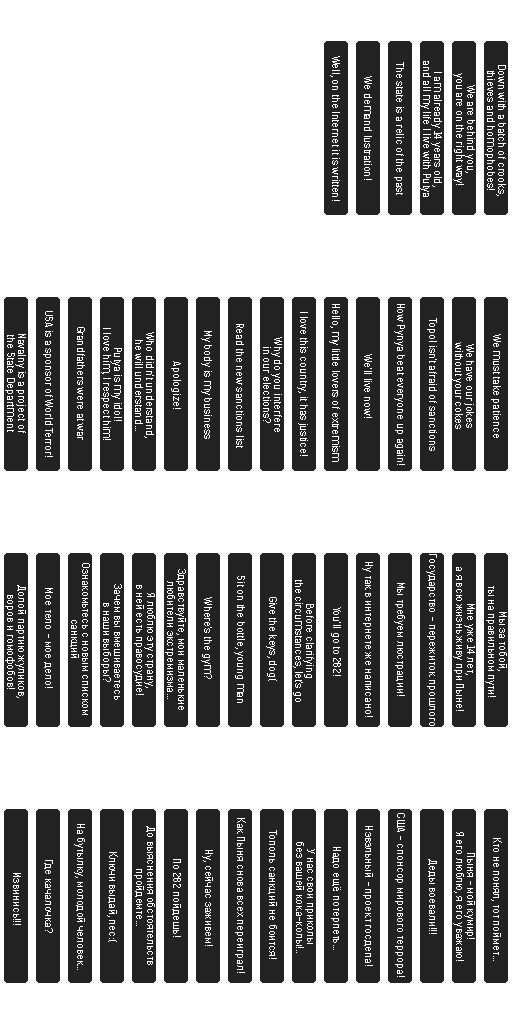 Down with a batch of crooks,
thieves and homophobes!
We are behind you,
you are on the right way!
I am already 14 years old,
and all my life I live with Putya
The state is a relic of the past
We demand lustration!
Well, on the Internet it is written!
We must take patience
We have our jokes
without your cokes
Topol isn't afraid of sanctions
How Pynya bear everyone up again!
We'll live now!
Hello, my little lovers of extremism
I love this country, it has justice!
Why do you interfere
in our elections?
Read the new sanctions list
My body is my business
Apologize!
Who didn't understand,
he will understand...
Putya is my idol!
I love him, I respect him!
Grandfathers were at war
USA is a sponsor of World Terror!
Navalny is a project of
the State Department
Мы за тобой,
ты на правильном пути!
Мне уже 14 лет,
а я всю жизнь живу при Пыне!
Государство – пережиток прошлого
Мы требуем люстрации!
Ну так в интернете же написано!
You'll go to 282!
Before clarifying
the circumstances, let's go
Give the keys, dog(
Sit on the bottle, young man
Where's the gym?
Здравствуйте, мои маленькие
любители экстремизма...
Я люблю эту страну,
в ней есть правосудие!
Зачем вы вмешиваетесь
в наши выборы?
Ознакомьтесь с новым списком
санкций
Мое тело – мое дело!
Долой партию жуликов,
воров и гомофобов!
Кто не понял, тот поймет...
Пыня – мой кумир!
Я его люблю, я его уважаю!
Деды воевали!!!
США – спонсор мирового террора!
Навальный – проект госдепа!
Надо ещё потерпеть...
У нас свои приколы
без вашей кока-колы!..
Тополь санкций не боится!
Как Пыня снова всех переиграл!
Ну, сейчас заживем!
По 282 пойдешь!
До выяснения обстоятельств
пройдемте...
Ключи выдай, пес:(
На бутылку, молодой человек...
Где качалочка?
Извинись!!!